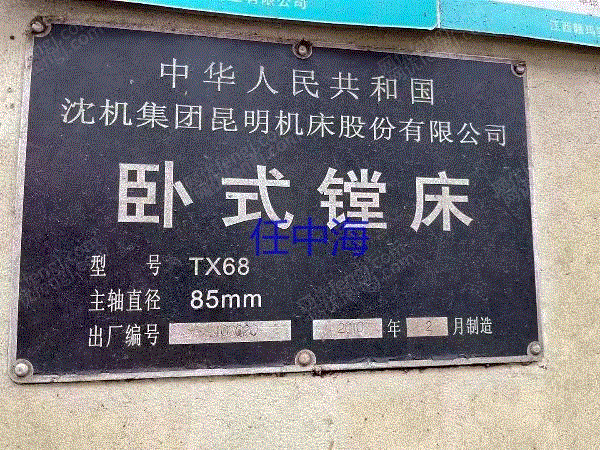 中华人民共和国
沈机集团昆明机床股份有限公司
卧式镗床
任中海
型 号 TX68
主轴直径 85mm
出厂编号 2010 年 2 月制造